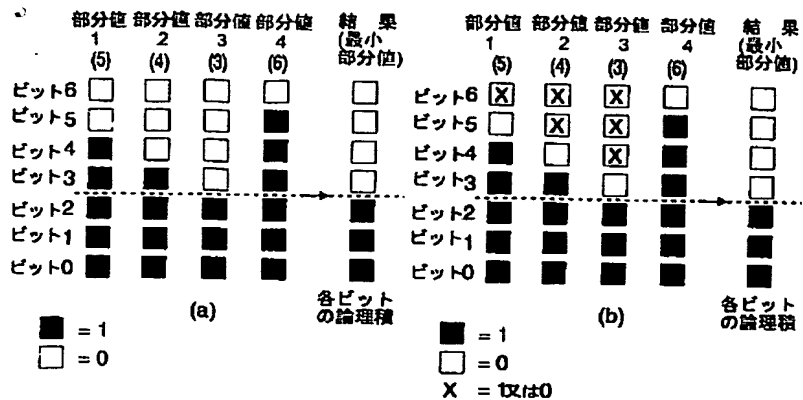 部分値 部分値 部分値 部分値 結果
1 2 3 4 (最小
(5) (4) (3) (6) 部分値)
ビット6
ビット5
ビット4
ビット3
ビット2
ビット1
ビット0
(a)
各ビット
の論理積
= 1
= 0
部分値 部分値 部分値 部分値 結果
1 2 3 4 (最小
(5) (4) (3) (6) 部分値)
ビット6 X X X
ビット5 X X
ビット4 X
ビット3
ビット2
ビット1
ビット0
(b)
各ビット
の論理積
= 1
= 0
X = 1又は0